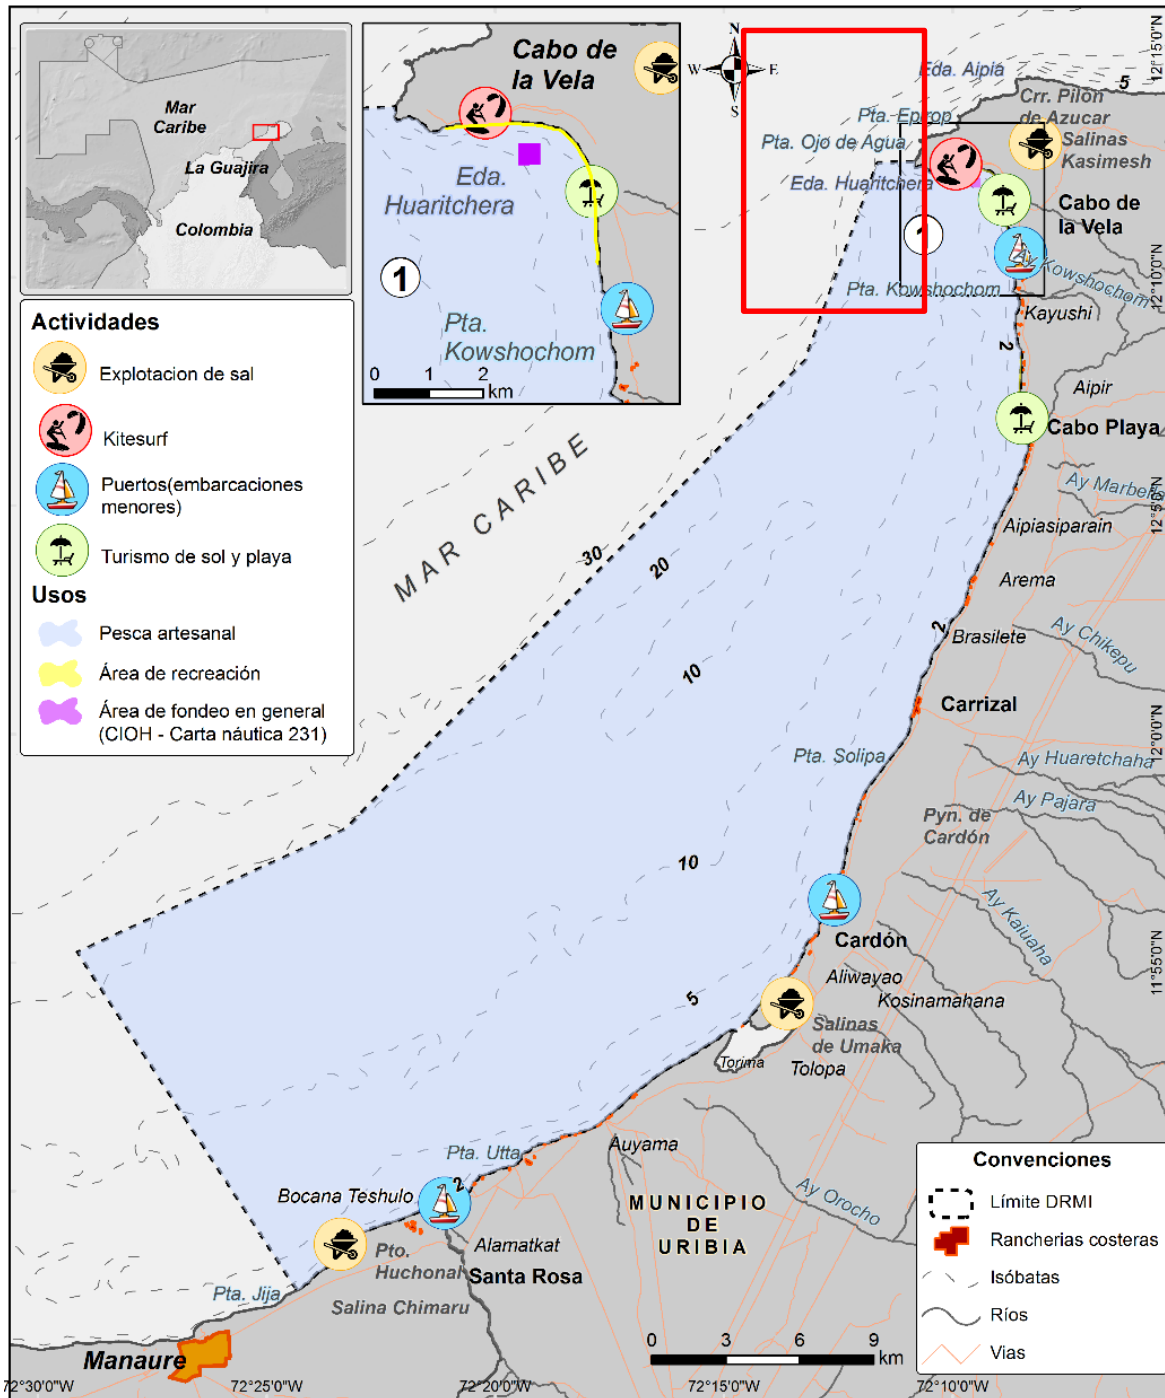 Mar
Caribe
La Guajira
Colombia
Cabo de
la Vela
Eda.
Huaritchera
1
Pta.
Kowshochom
0 1 2
km
N
W E
S
Eda. Aipia
5
Crr. Pilón
de Azucar
Pta. Epirop
Salinas
Kasimesh
Pta. Ojo de Agua
Eda. Huaritchera
Cabo de
la Vela
1
Ay Kowshochom
Pta. Kowshochom
Kayushi
2
Aipir
Cabo Playa
Ay Marbella
Aipiasiparain
Arema
Brasilete
2
Ay Chikepu
Carrizal
Pta. Solipa
Ay Huaretchaha
Ay Pajara
Pyn. de
Cardón
Ay Kaiuaha
Cardón
Aliwayao
Kosinamahana
Salinas
de Umaka
Torima
Tolopa
MAR CARIBE
30
20
10
10
5
Auyama
Pta. Utta
2
Bocana Teshulo
Alamatkat
Pto.
Huchonal
Santa Rosa
Pta. Jija
Salina Chimaru
Manaure
MUNICIPIO
DE
URIBIA
Ay Orocho
Actividades
Explotacion de sal
Kitesurf
Puertos(embarcaciones
menores)
Turismo de sol y playa
Usos
Pesca artesanal
Área de recreación
Área de fondeo en general
(CIOH - Carta náutica 231)
Convenciones
Límite DRMI
Rancherias costeras
Isóbatas
Ríos
Vias
0 3 6 9
km
12°15'0"N
12°10'0"N
12°5'0"N
12°0'0"N
11°55'0"N
72°30'0"W
72°25'0"W
72°20'0"W
72°15'0"W
72°10'0"W